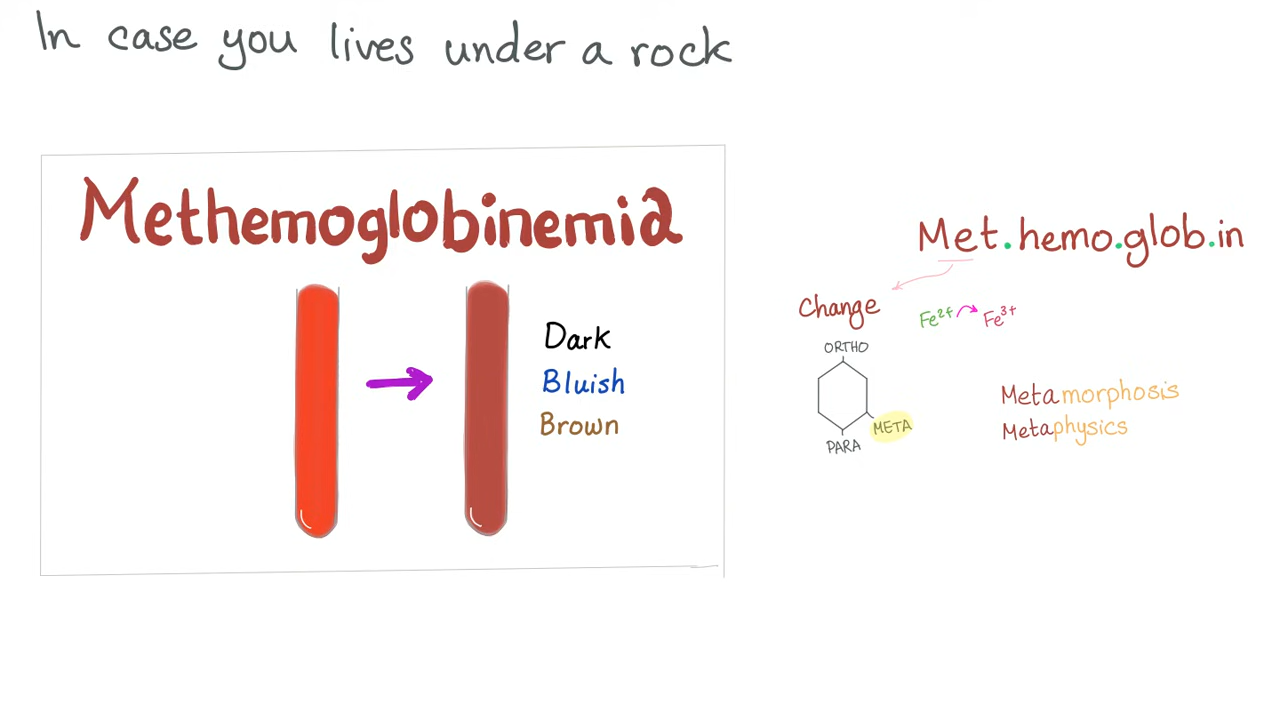 In case you lives under a rock
Methemoglobinemia
Dark
Bluish
Brown
Met.hemo.glob.in
Change
Fe²⁺ Fe³⁺
ORTHO
META
PARA
Metamorphosis
Metaphysics